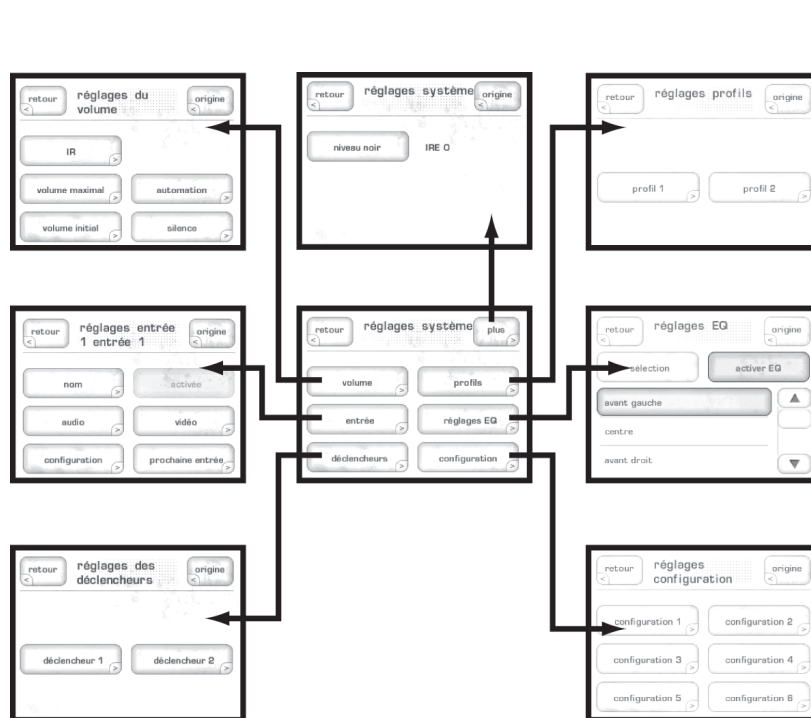 retour
réglages du
volume
origine
IR
volume maximal
automation
volume initial
silence
retour
réglages système
origine
niveau noir
IRE 0
retour
réglages profils
origine
profil 1
profil 2
retour
réglages entrée
1 entrée 1
origine
nom
activée
audio
vidéo
configuration
prochaine entrée
retour
réglages système
plus
volume
profils
entrée
réglages EQ
déclencheurs
configuration
retour
réglages EQ
origine
sélection
activer EQ
avant gauche
centre
avant droit
retour
réglages des
déclencheurs
origine
déclencheur 1
déclencheur 2
retour
réglages
configuration
origine
configuration 1
configuration 2
configuration 3
configuration 4
configuration 5
configuration 6